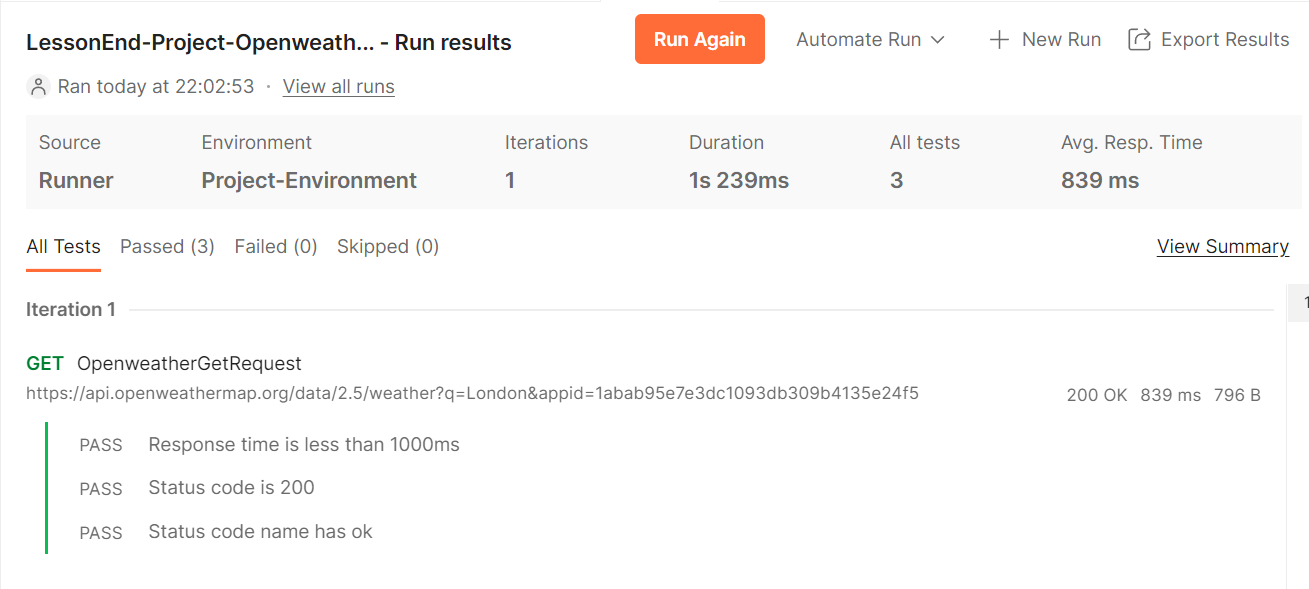 LessonEnd-Project-Openweath... - Run results
Run Again
Automate Run
New Run
Export Results
Ran today at 22:02:53 · View all runs
Source Environment Iterations Duration All tests Avg. Resp. Time
Runner Project-Environment 1 1s 239ms 3 839 ms
All Tests Passed (3) Failed (0) Skipped (0) View Summary
Iteration 1
1
GET OpenweatherGetRequest
https://api.openweathermap.org/data/2.5/weather?q=London&appid=1abab95e7e3dc1093db309b4135e24f5 200 OK 839 ms 796 B
PASS Response time is less than 1000ms
PASS Status code is 200
PASS Status code name has ok